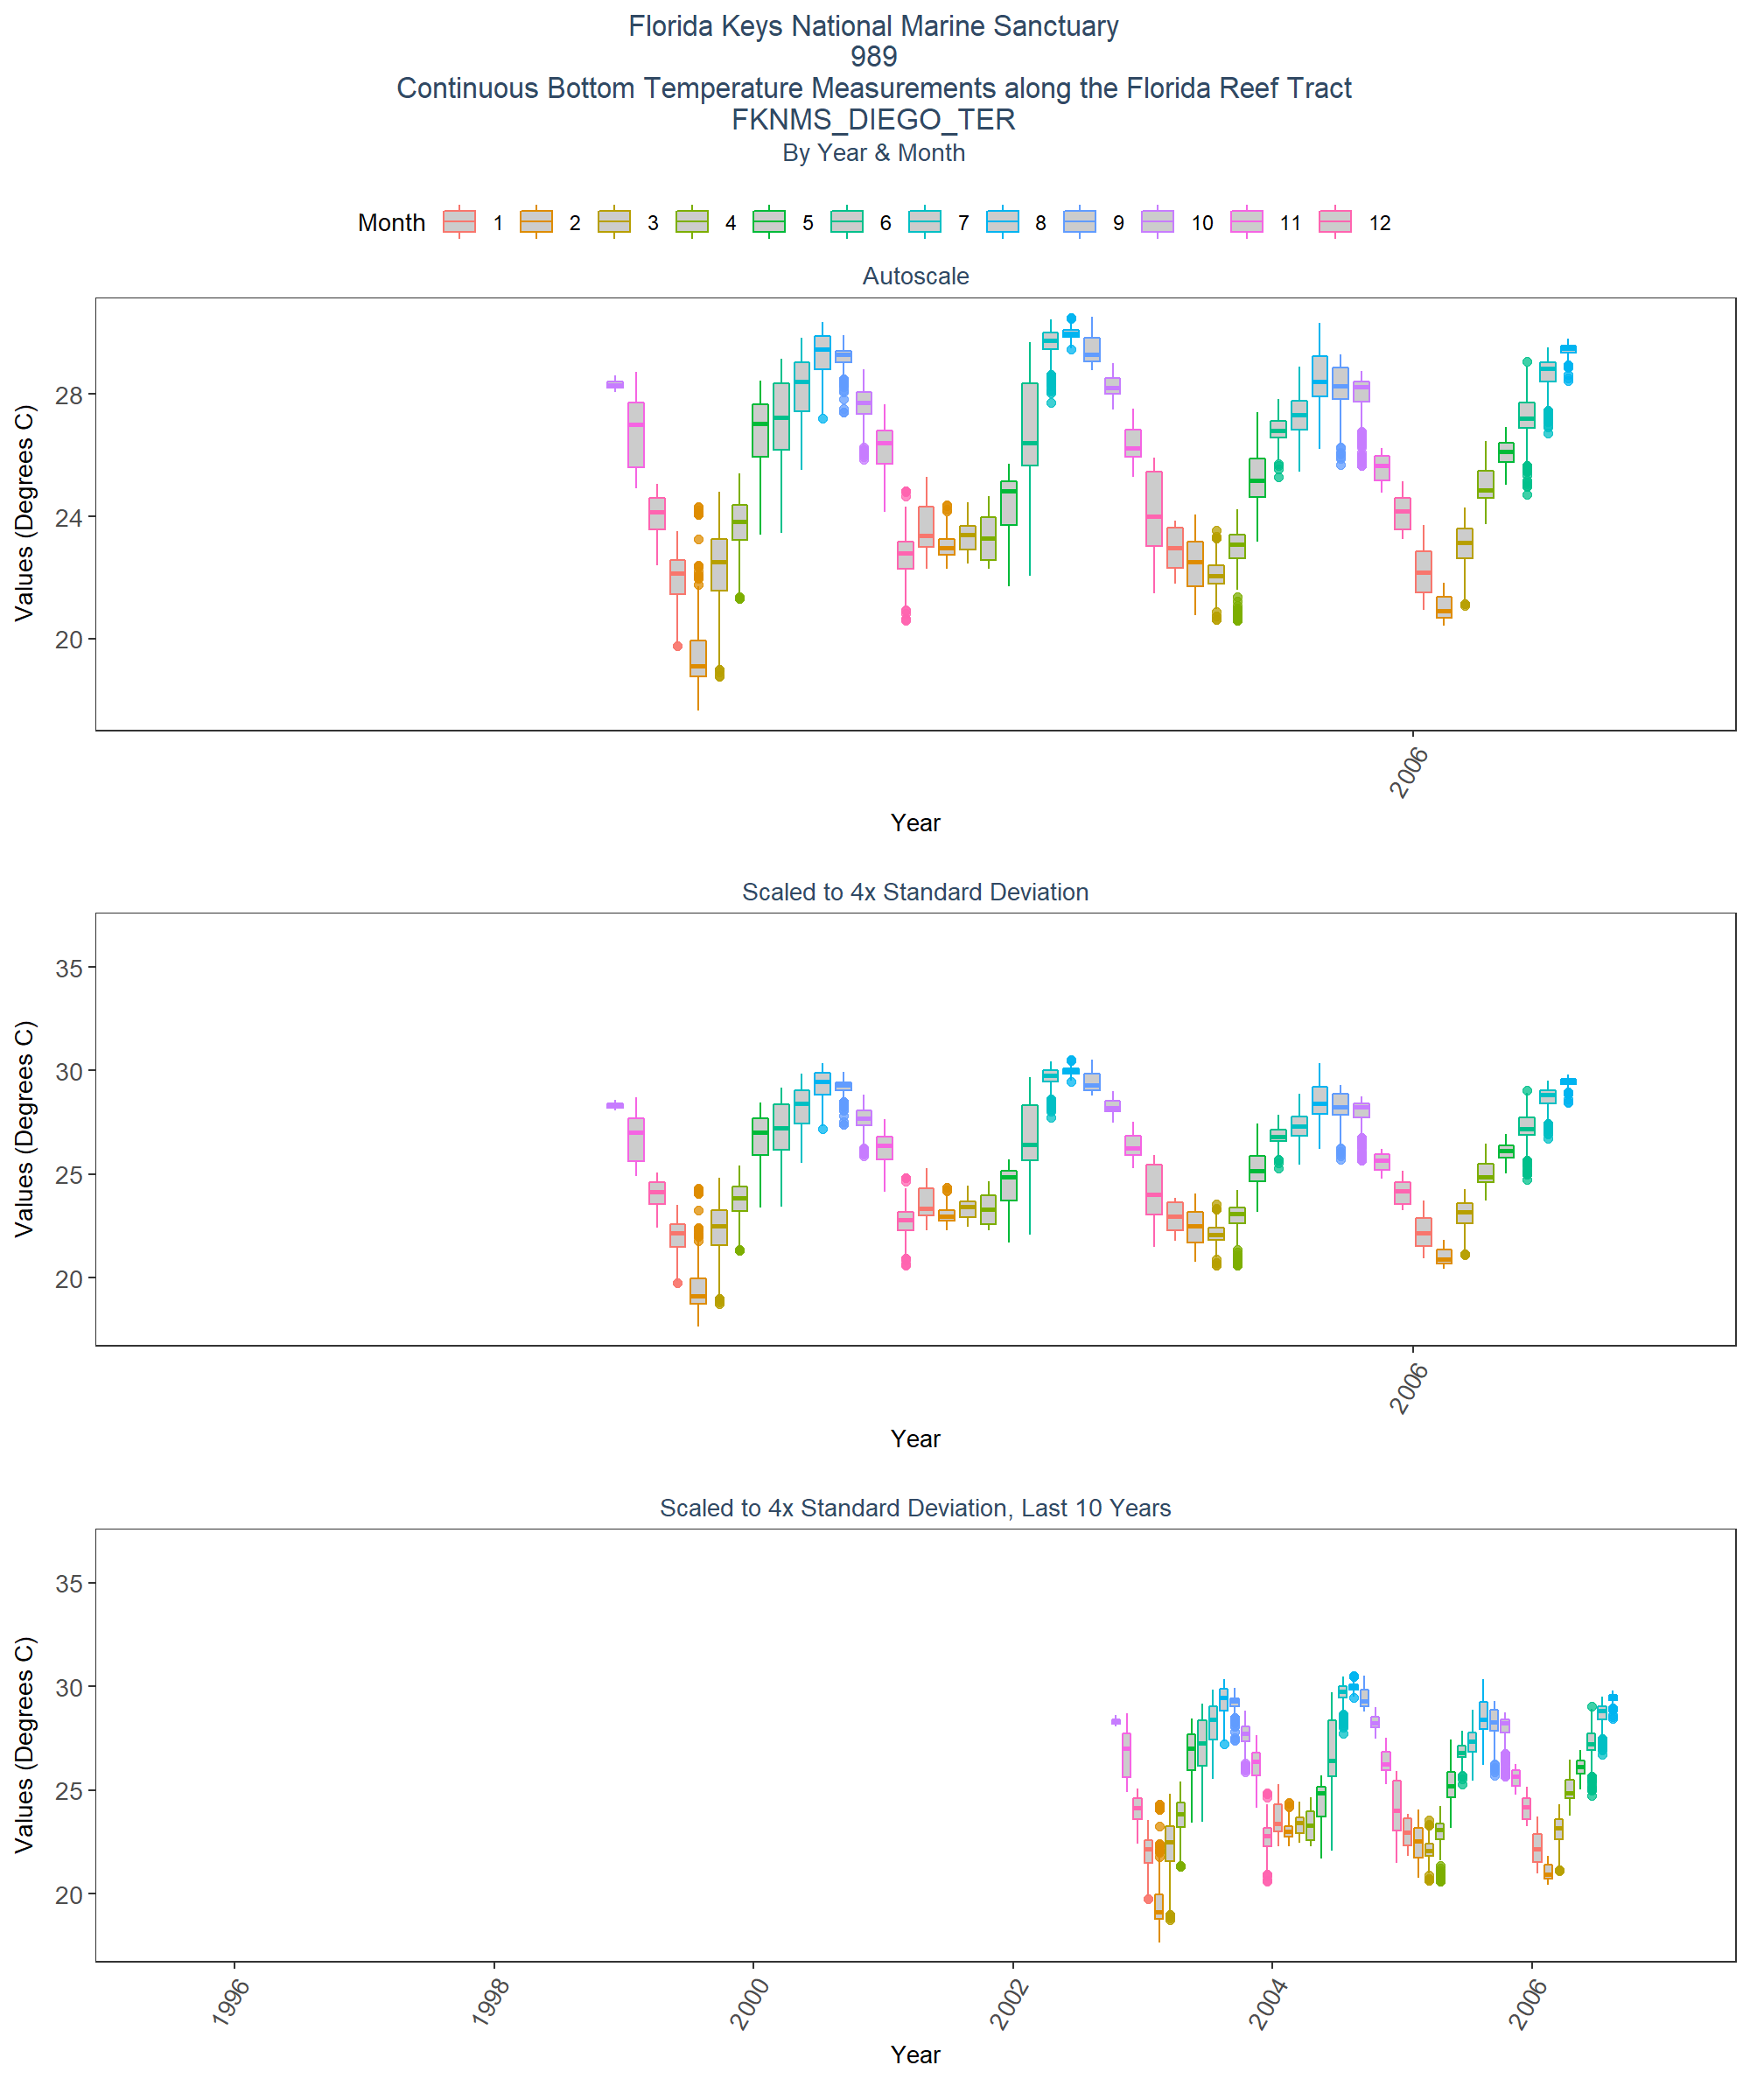 Florida Keys National Marine Sanctuary
989
Continuous Bottom Temperature Measurements along the Florida Reef Tract
FKNMS_DIEGO_TER
By Year & Month
Month 1 2 3 4 5 6 7 8 9 10 11 12
Autoscale
Values (Degrees C)
28
24
20
2006
Year
Scaled to 4x Standard Deviation
Values (Degrees C)
35
30
25
20
2006
Year
Scaled to 4x Standard Deviation, Last 10 Years
Values (Degrees C)
35
30
25
20
1996 1998 2000 2002 2004 2006
Year